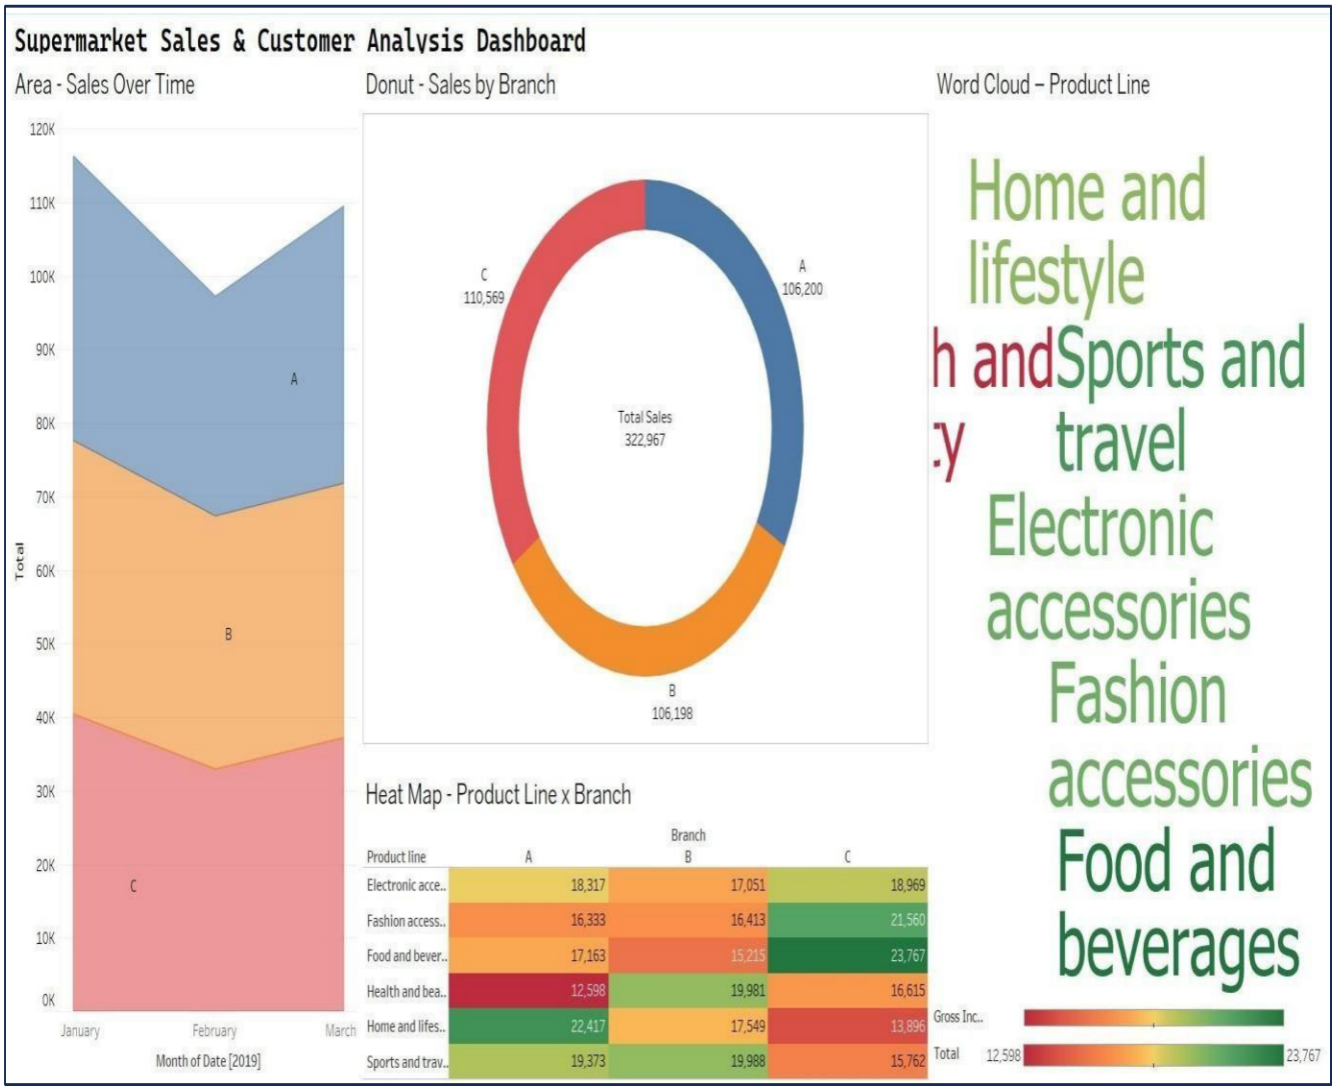 Supermarket Sales & Customer Analysis Dashboard
Area - Sales Over Time
120K
110K
100K
90K
80K
70K
60K
50K
40K
30K
20K
10K
0K
Total
A
B
C
January February March
Month of Date [2019]
Donut - Sales by Branch
C
110,569
A
106,200
Total Sales
322,967
B
106,198
Heat Map - Product Line x Branch
Branch
Product line A B C
Electronic acce.. 18,317 17,051 18,969
Fashion access.. 16,333 16,413 21,560
Food and bever.. 17,163 15,215 23,767
Health and bea.. 12,598 19,981 16,615
Home and lifes.. 22,417 17,549 13,896
Sports and trav.. 19,373 19,988 15,762
Word Cloud – Product Line
Home and
lifestyle
h and
Sports and
travel
Electronic
accessories
Fashion
accessories
Food and
beverages
Gross Inc..
Total 12,598 23,767